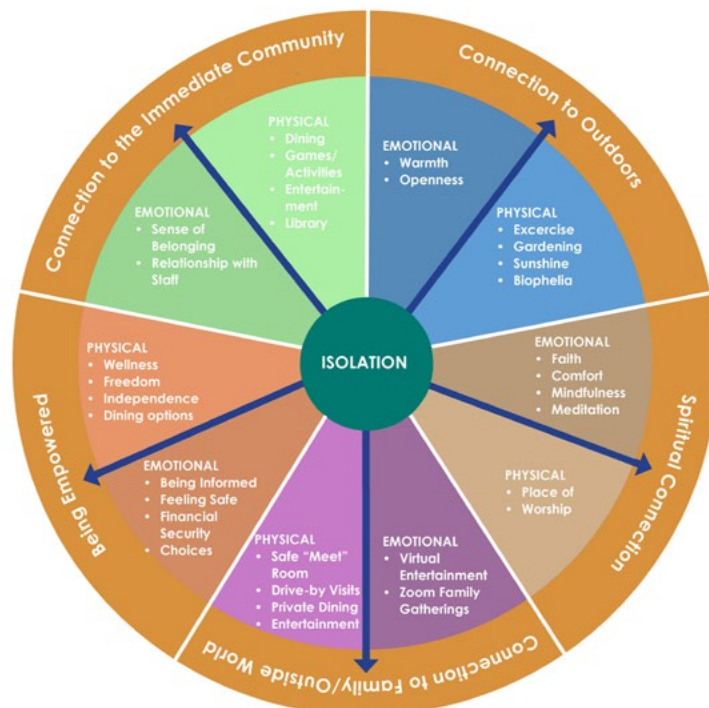 Connection to the Immediate Community
PHYSICAL
• Dining
• Games/
Activities
• Entertain-
ment
• Library
EMOTIONAL
• Sense of
Belonging
• Relationship with
Staff
Connection to Outdoors
EMOTIONAL
• Warmth
• Openness
PHYSICAL
• Excercise
• Gardening
• Sunshine
• Biophelia
ISOLATION
Spiritual Connection
EMOTIONAL
• Faith
• Comfort
• Mindfulness
• Meditation
PHYSICAL
• Place of
• Worship
Connection to Family/Outside World
EMOTIONAL
• Virtual
Entertainment
• Zoom Family
Gatherings
PHYSICAL
• Safe "Meet"
Room
• Drive-by Visits
• Private Dining
• Entertainment
Being Empowered
PHYSICAL
• Wellness
• Freedom
• Independence
• Dining options
EMOTIONAL
• Being Informed
• Feeling Safe
• Financial
Security
• Choices